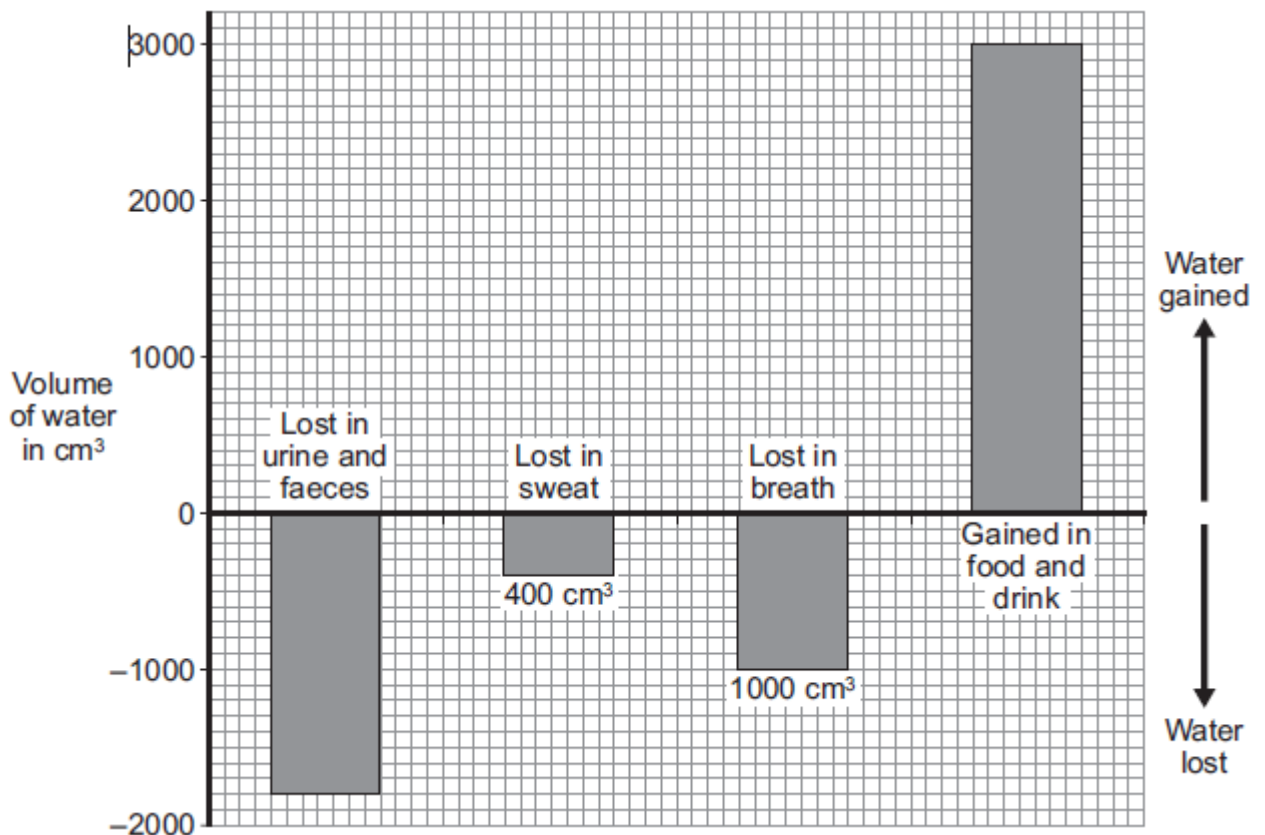 3000
2000
1000
0
–1000
–2000
Volume
of water
in cm³
Lost in
urine and
faeces
Lost in
sweat
400 cm³
Lost in
breath
1000 cm³
Gained in
food and
drink
Water
gained
Water
lost